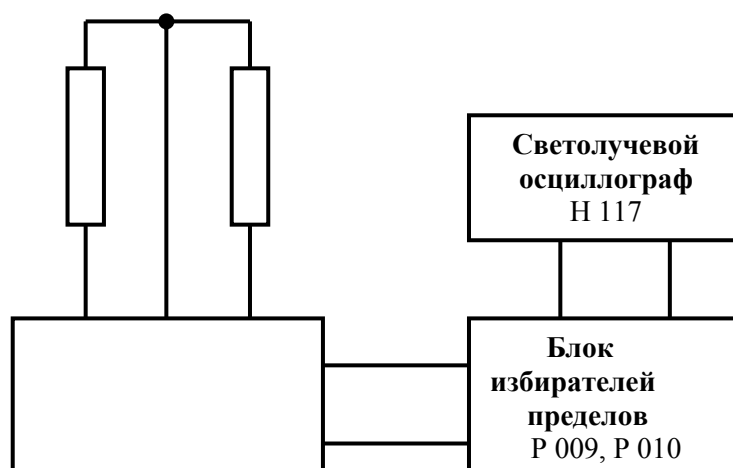 Светолучевой
осциллограф
Н 117
Блок
избирателей
пределов
Р 009, Р 010